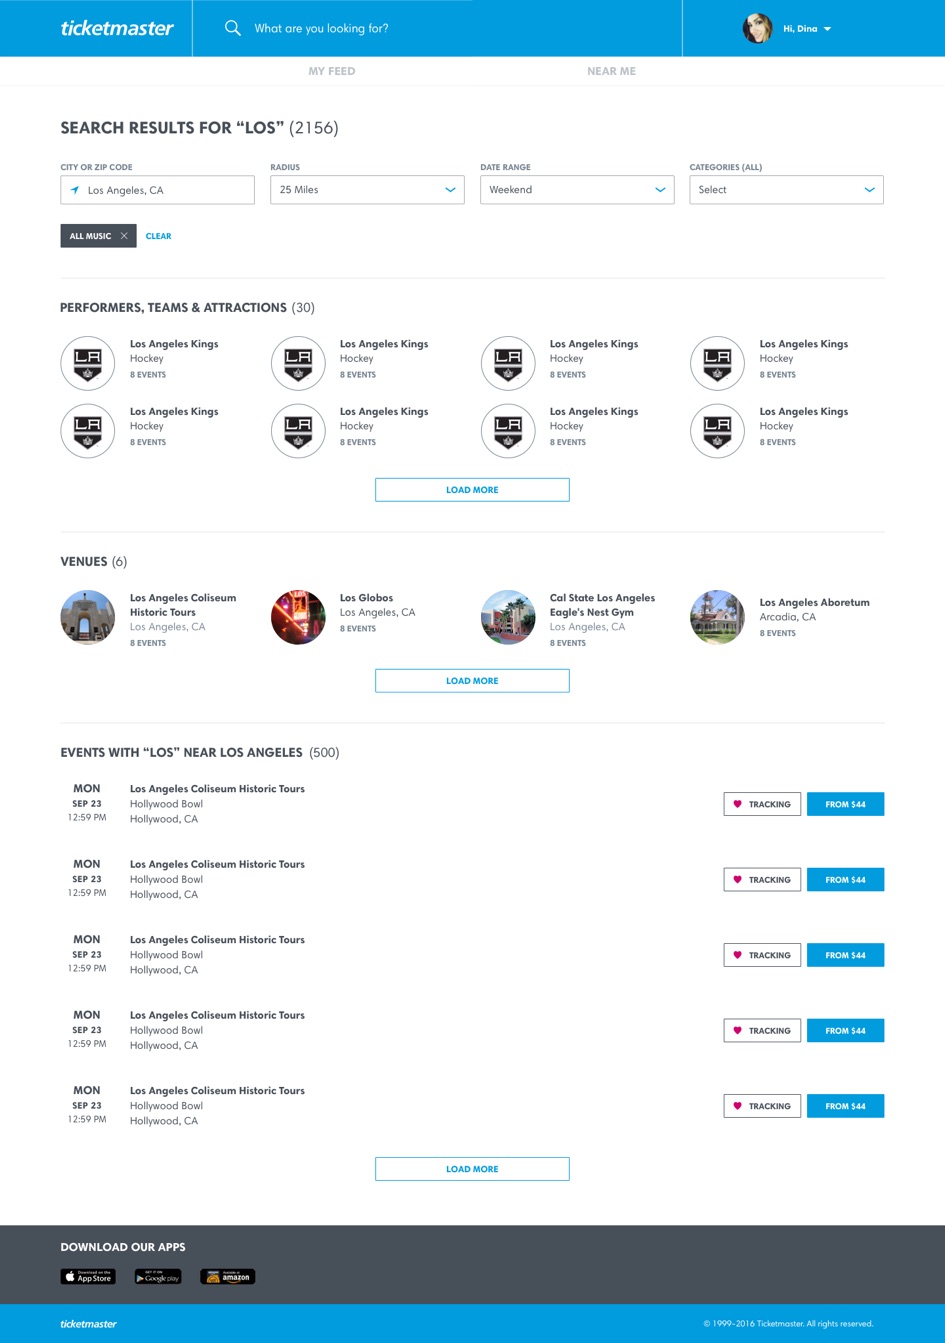 ticketmaster
What are you looking for?
Hi, Dina
MY FEED
NEAR ME
SEARCH RESULTS FOR “LOS” (2156)
CITY OR ZIP CODE
RADIUS
DATE RANGE
CATEGORIES (ALL)
Los Angeles, CA
25 Miles
Weekend
Select
ALL MUSIC
CLEAR
PERFORMERS, TEAMS & ATTRACTIONS (30)
LA
Los Angeles Kings
Hockey
8 EVENTS
LA
Los Angeles Kings
Hockey
8 EVENTS
LA
Los Angeles Kings
Hockey
8 EVENTS
LA
Los Angeles Kings
Hockey
8 EVENTS
LA
Los Angeles Kings
Hockey
8 EVENTS
LA
Los Angeles Kings
Hockey
8 EVENTS
LA
Los Angeles Kings
Hockey
8 EVENTS
LA
Los Angeles Kings
Hockey
8 EVENTS
LOAD MORE
VENUES (6)
Los Angeles Coliseum
Historic Tours
Los Angeles, CA
8 EVENTS
Los Globos
Los Angeles, CA
8 EVENTS
Cal State Los Angeles
Eagle's Nest Gym
Los Angeles, CA
8 EVENTS
Los Angeles Aboretum
Arcadia, CA
8 EVENTS
LOAD MORE
EVENTS WITH “LOS” NEAR LOS ANGELES (500)
MON
SEP 23
12:59 PM
Los Angeles Coliseum Historic Tours
Hollywood Bowl
Hollywood, CA
TRACKING
FROM $44
MON
SEP 23
12:59 PM
Los Angeles Coliseum Historic Tours
Hollywood Bowl
Hollywood, CA
TRACKING
FROM $44
MON
SEP 23
12:59 PM
Los Angeles Coliseum Historic Tours
Hollywood Bowl
Hollywood, CA
TRACKING
FROM $44
MON
SEP 23
12:59 PM
Los Angeles Coliseum Historic Tours
Hollywood Bowl
Hollywood, CA
TRACKING
FROM $44
MON
SEP 23
12:59 PM
Los Angeles Coliseum Historic Tours
Hollywood Bowl
Hollywood, CA
TRACKING
FROM $44
LOAD MORE
DOWNLOAD OUR APPS
Download on the
App Store
GET IT ON
Google play
amazon
ticketmaster
© 1999-2016 Ticketmaster. All rights reserved.